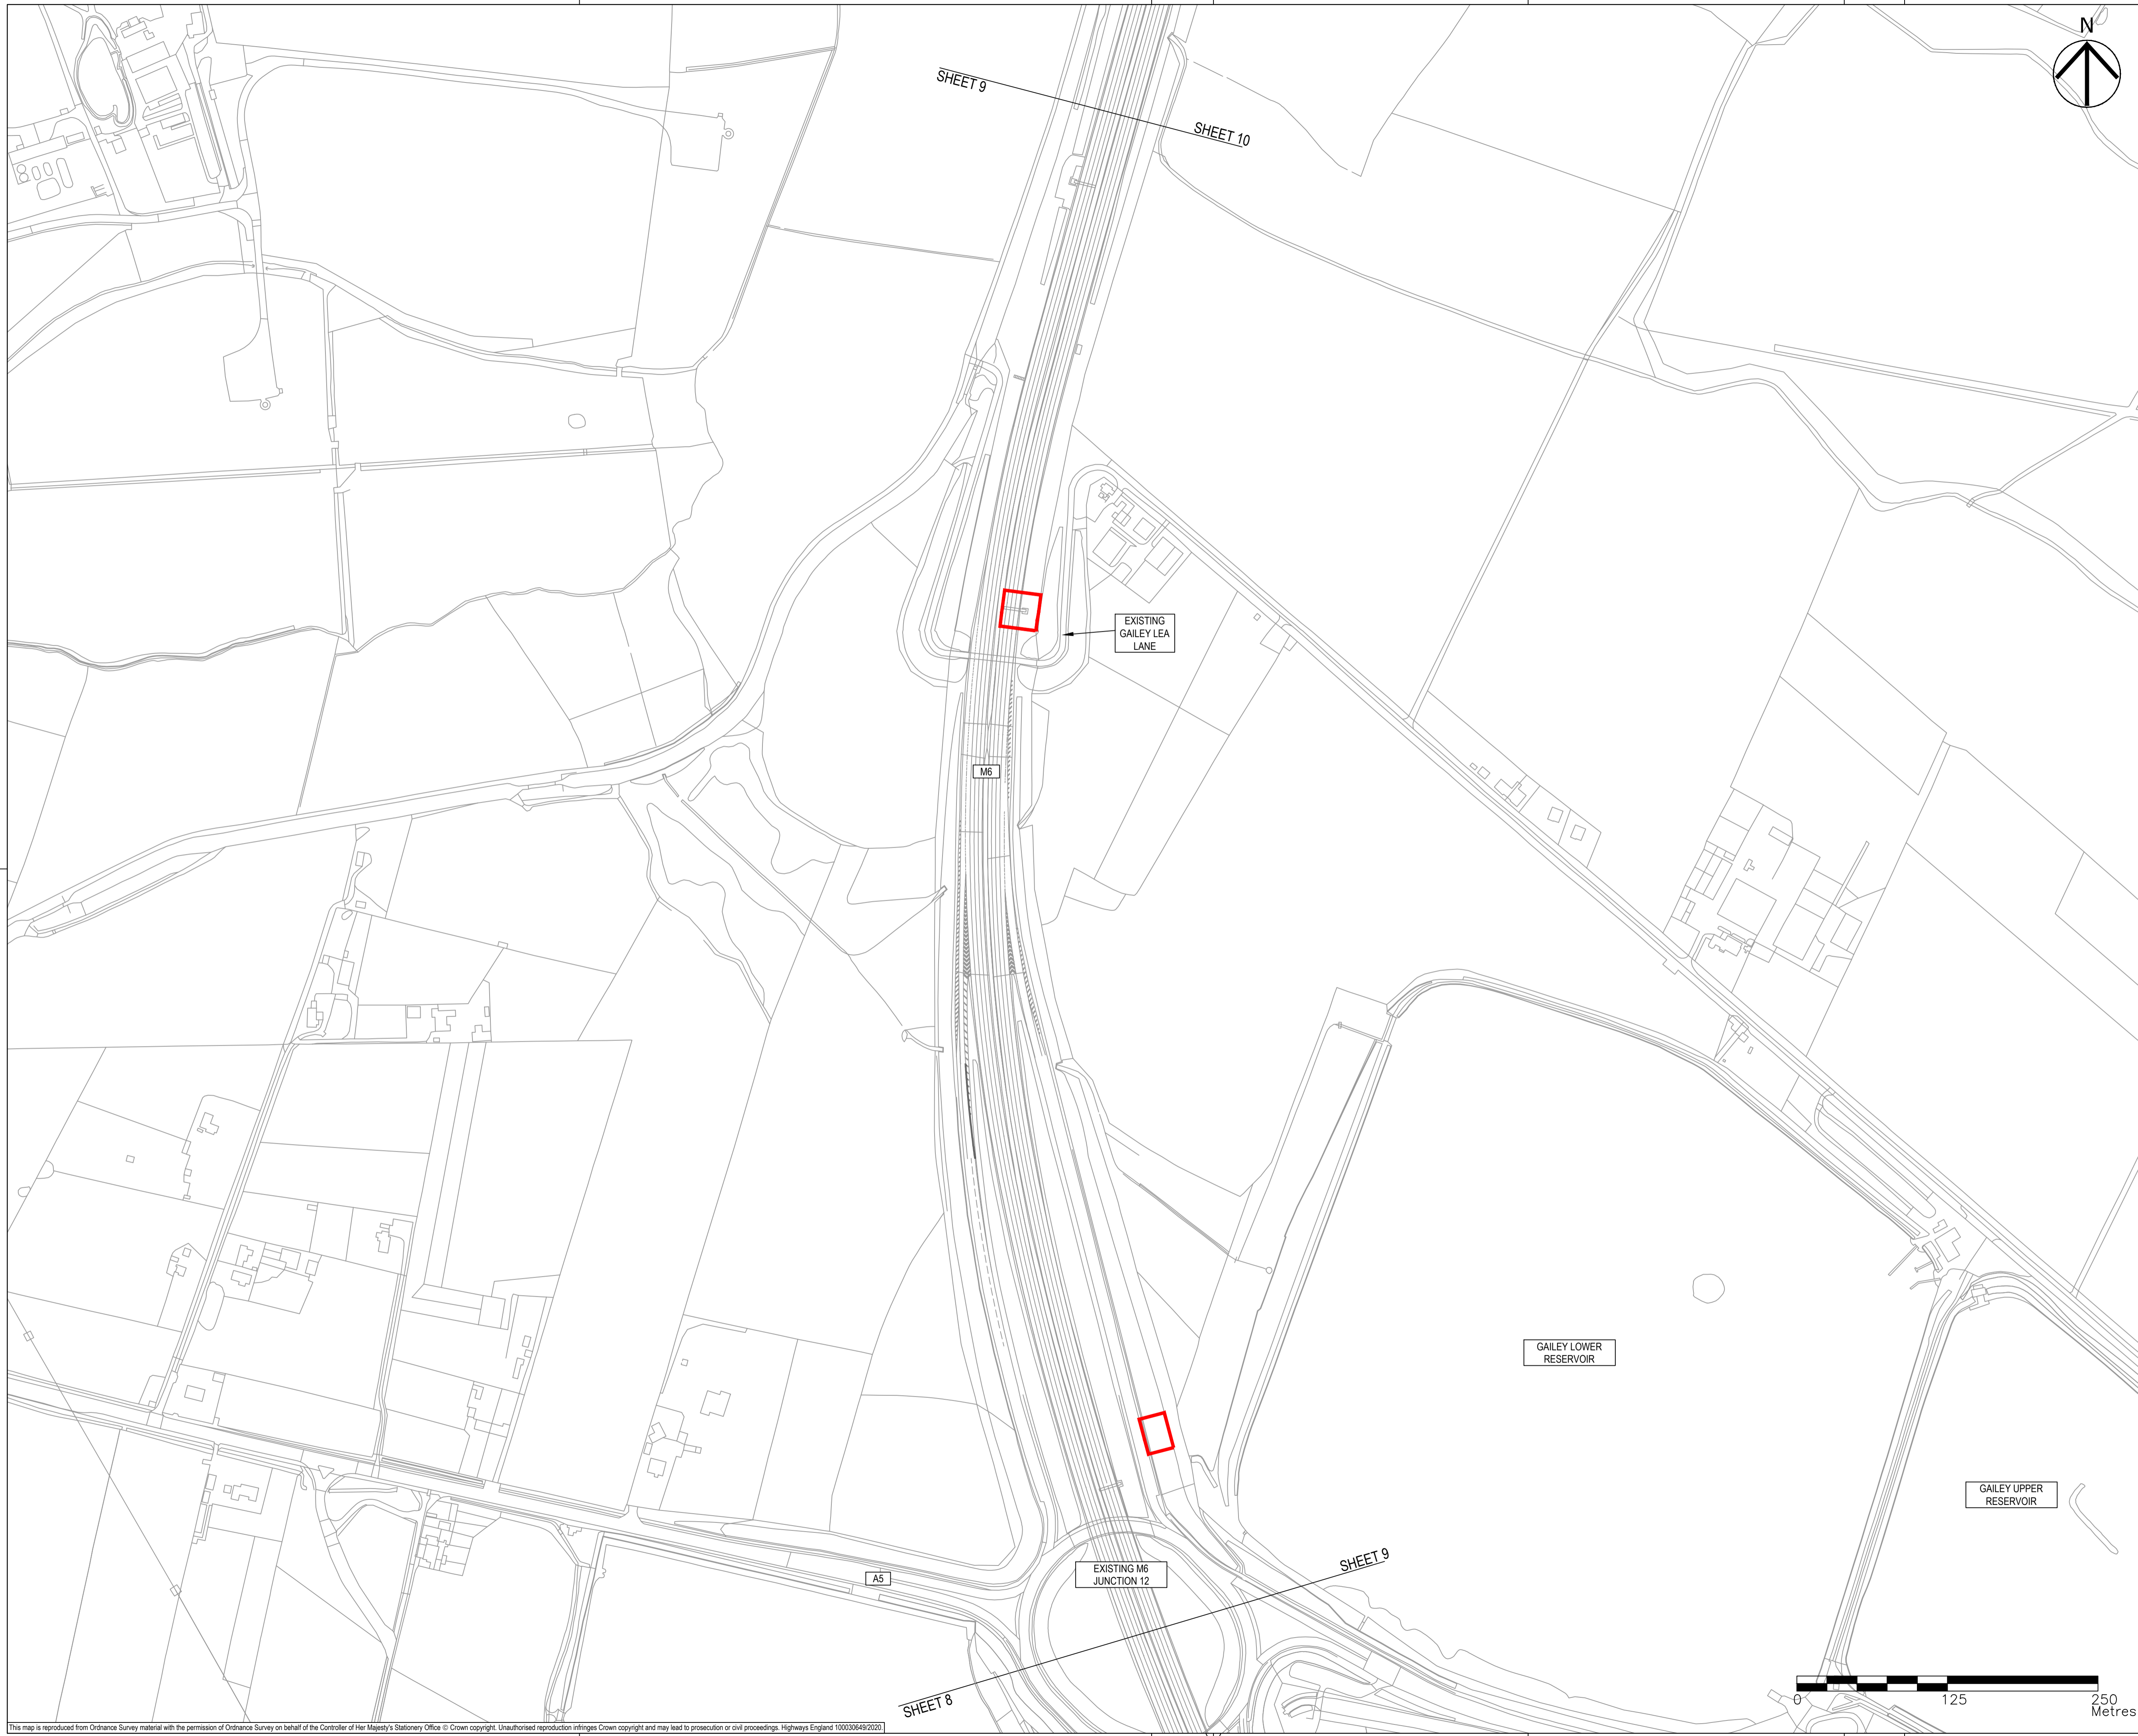 N
SHEET 9
SHEET 10
EXISTING
GAILEY LEA
LANE
M6
GAILEY LOWER
RESERVOIR
GAILEY UPPER
RESERVOIR
SHEET 9
EXISTING M6
JUNCTION 12
A5
SHEET 8
0 125 250
Metres
This map is reproduced from Ordnance Survey material with the permission of Ordnance Survey on behalf of the Controller of Her Majesty's Stationery Office © Crown copyright. Unauthorised reproduction infringes Crown copyright and may lead to prosecution or civil proceedings. Highways England 100030649/2020.